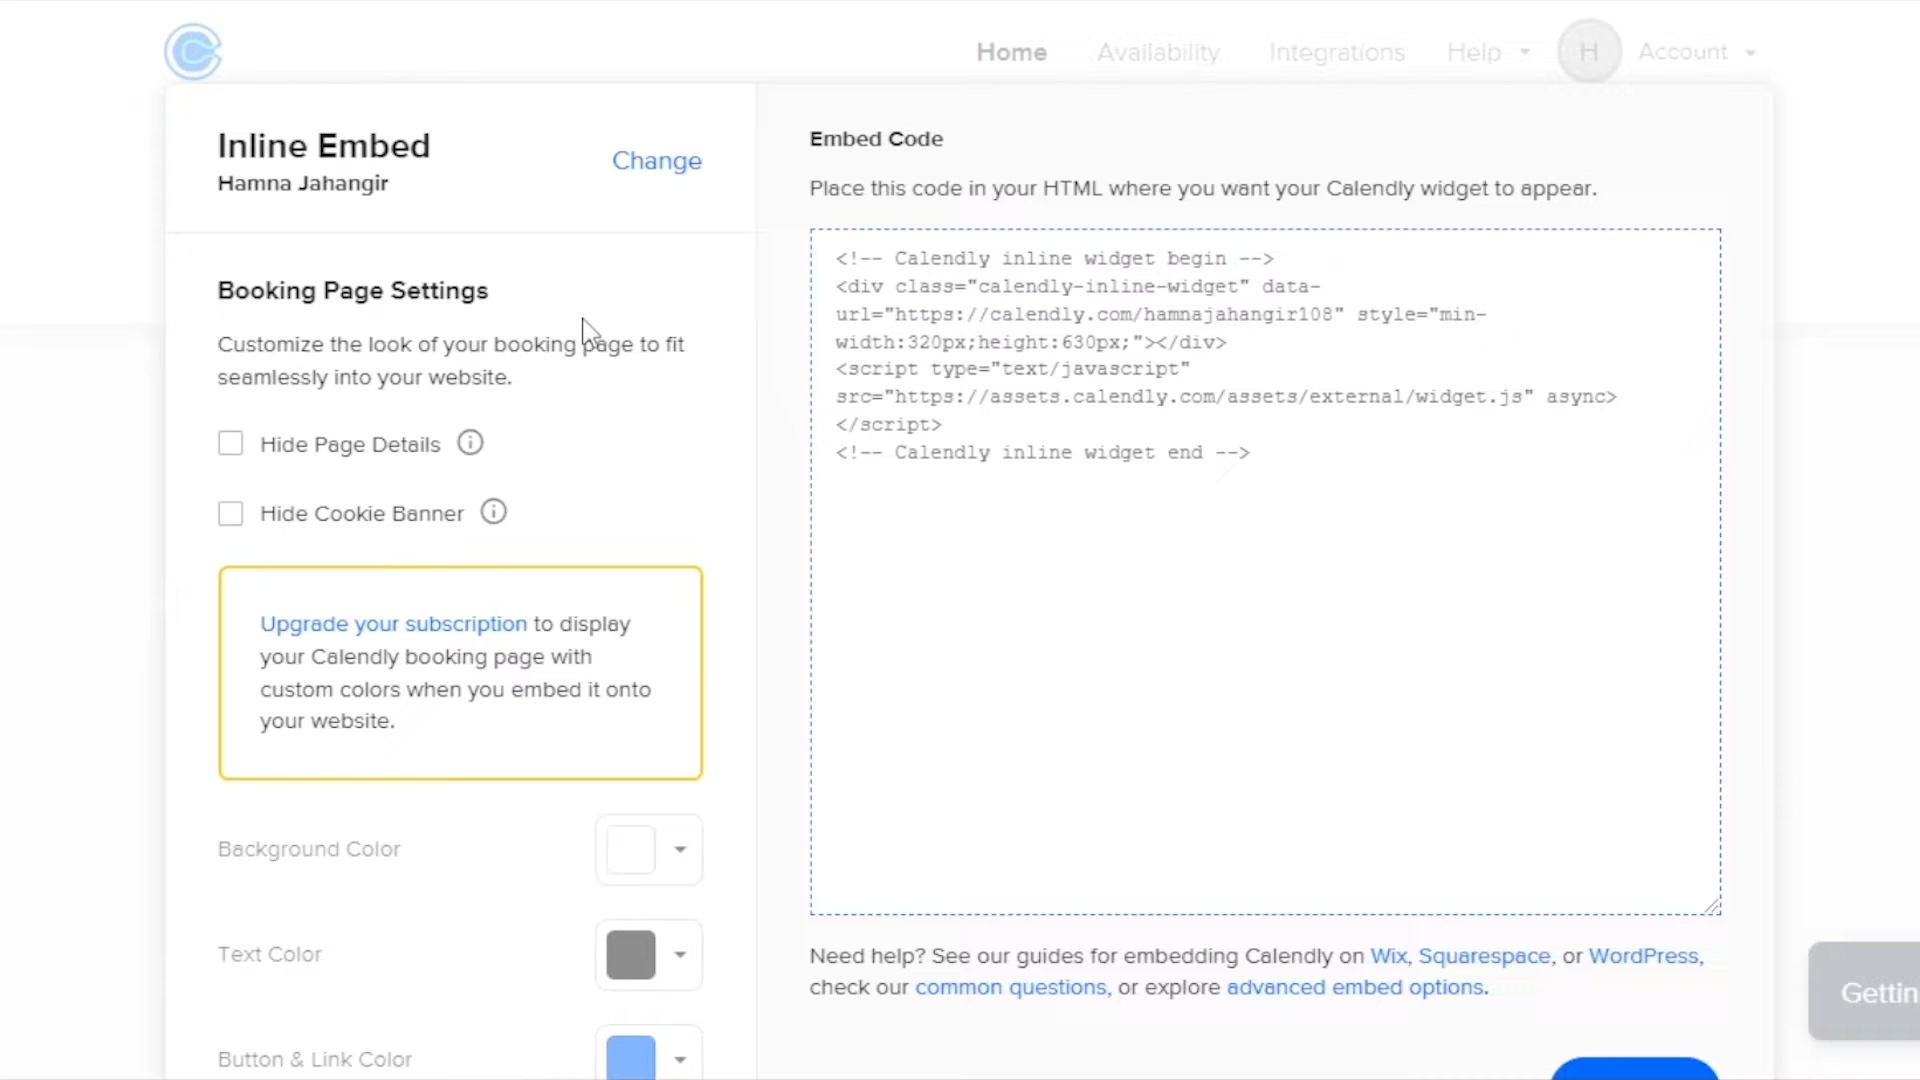 Home Availability Integrations Help H Account
Inline Embed
Hamna Jahangir
Change
Booking Page Settings
Customize the look of your booking page to fit
seamlessly into your website.
Hide Page Details
Hide Cookie Banner
Upgrade your subscription to display
your Calendly booking page with
custom colors when you embed it onto
your website.
Background Color
Text Color
Button & Link Color
Embed Code
Place this code in your HTML where you want your Calendly widget to appear.
<!-- Calendly inline widget begin -->
<div class="calendly-inline-widget" data-
url="https://calendly.com/hamnajahangir108" style="min-
width:320px;height:630px;"></div>
<script type="text/javascript"
src="https://assets.calendly.com/assets/external/widget.js" async>
</script>
<!-- Calendly inline widget end -->
Need help? See our guides for embedding Calendly on Wix, Squarespace, or WordPress,
check our common questions, or explore advanced embed options.
Gettin